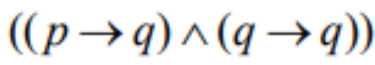 ((p → q) ∧ (q → q))